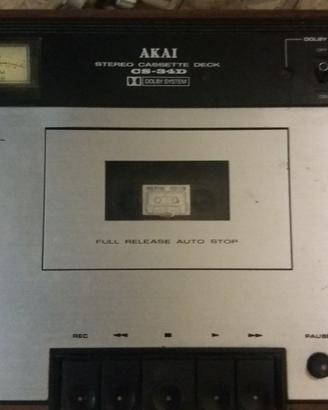 AKAI
STEREO CASSETTE DECK
CS-34D
DOLBY SYSTEM
DOLBY
FULL RELEASE AUTO STOP
REC
PAUSE